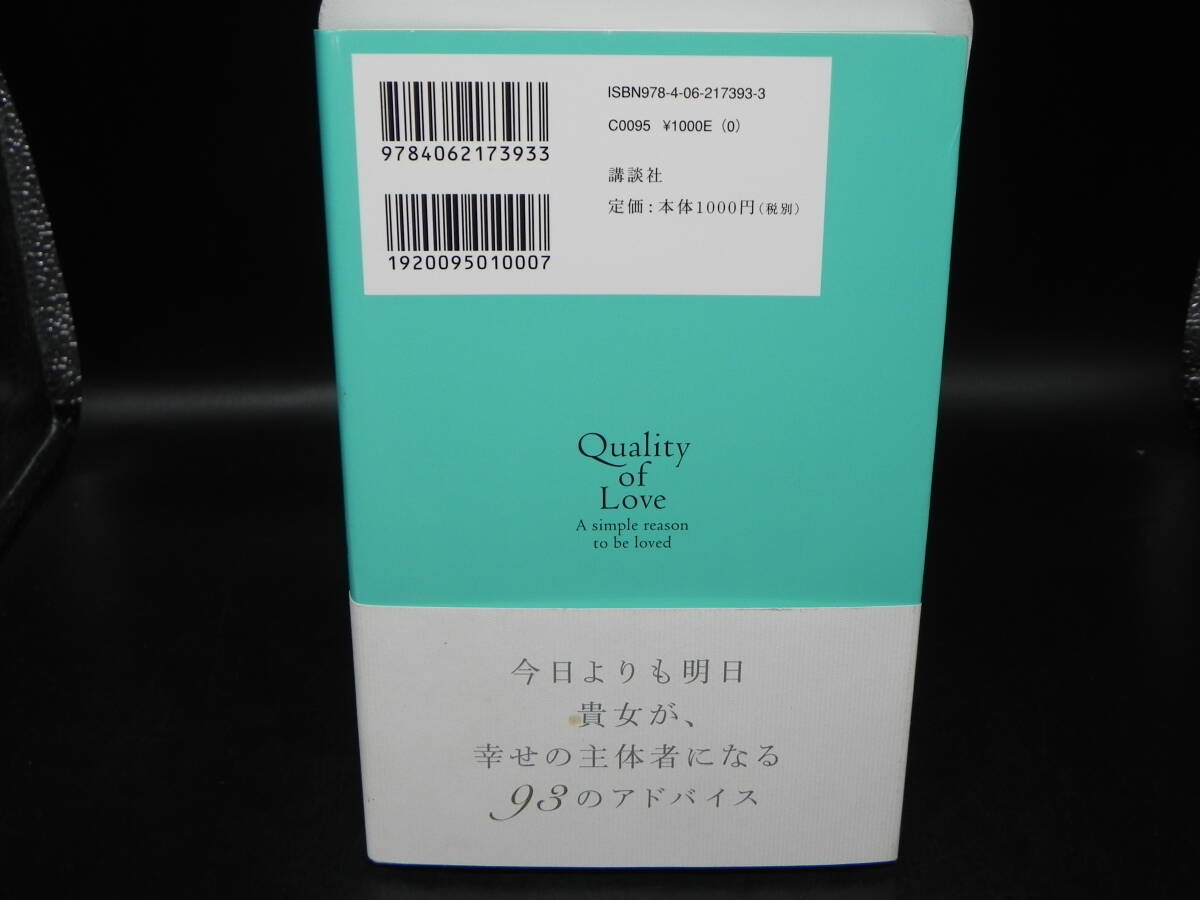 9784062173933
1920095010007
ISBN978-4-06-217393-3
C0095 ¥1000E (0)
講談社
定価：本体1000円(税別)
Quality
of
Love
A simple reason
to be loved
今日よりも明日
貴女が、
幸せの主体者になる
93のアドバイス